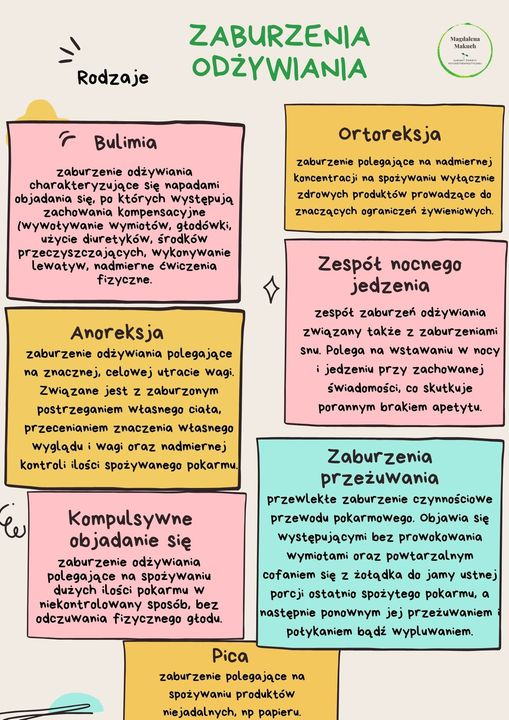 ZABURZENIA
ODŻYWIANIA
Rodzaje
Magdalena
Makuch
Bulimia
zaburzenie odżywiania
charakteryzujące się napadami
objadania się, po których występują
zachowania kompensacyjne
(wywoływanie wymiotów, głodówki,
użycie diuretyków, środków
przeczyszczających, wykonywanie
lewatyw, nadmierne ćwiczenia
fizyczne.
Anoreksja
zaburzenie odżywiania polegające
na znacznej, celowej utracie wagi.
Związane jest z zaburzonym
postrzeganiem własnego ciała,
przecenianiem znaczenia własnego
wyglądu i wagi oraz nadmiernej
kontroli ilości spożywanego pokarmu.
Kompulsywne
objadanie się
zaburzenie odżywiania
polegające na spożywaniu
dużych ilości pokarmu w
niekontrolowany sposób, bez
odczuwania fizycznego głodu.
Ortoreksja
zaburzenie polegające na nadmiernej
koncentracji na spożywaniu wyłącznie
zdrowych produktów prowadzące do
znaczących ograniczeń żywieniowych.
Zespół nocnego
jedzenia
zespół zaburzeń odżywiania
związany także z zaburzeniami
snu. Polega na wstawaniu w nocy
i jedzeniu przy zachowanej
świadomości, co skutkuje
porannym brakiem apetytu.
Zaburzenia
przeżuwania
przewlekłe zaburzenie czynnościowe
przewodu pokarmowego. Objawia się
występującymi bez prowokowania
wymiotami oraz powtarzalnym
cofaniem się z żołądka do jamy ustnej
porcji ostatnio spożytego pokarmu, a
następnie ponownym jej przeżuwaniem i
połykaniem bądź wypluwaniem.
Pica
zaburzenie polegające na
spożywaniu produktów
niejadalnych, np papieru.